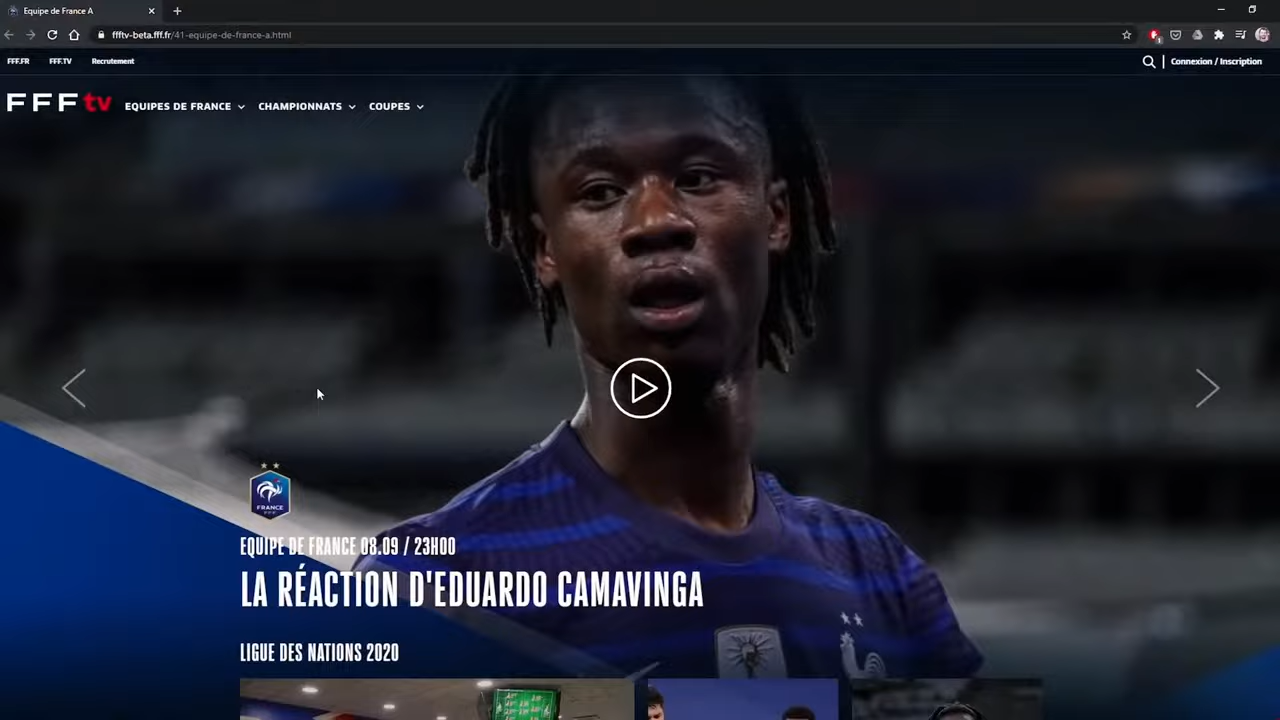 Equipe de France A
ffftv-beta.fff.fr/41-equipe-de-france-a.html
FFF.FR FFF.TV Recrutement
Connexion / Inscription
FFF tv EQUIPES DE FRANCE CHAMPIONNATS COUPES
FRANCE
FFF
EQUIPE DE FRANCE 08.09 / 23H00
LA RÉACTION D'EDUARDO CAMAVINGA
LIGUE DES NATIONS 2020